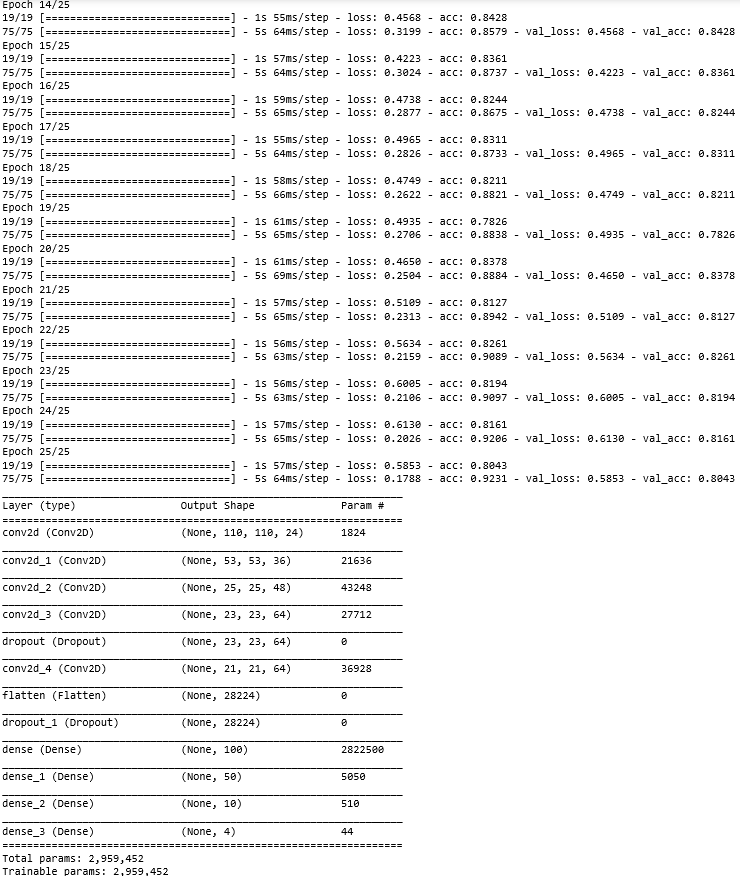 Epoch 14/25
19/19 [==============================] - 1s 55ms/step - loss: 0.4568 - acc: 0.8428
75/75 [==============================] - 5s 64ms/step - loss: 0.3199 - acc: 0.8579 - val_loss: 0.4568 - val_acc: 0.8428
Epoch 15/25
19/19 [==============================] - 1s 57ms/step - loss: 0.4223 - acc: 0.8361
75/75 [==============================] - 5s 64ms/step - loss: 0.3024 - acc: 0.8737 - val_loss: 0.4223 - val_acc: 0.8361
Epoch 16/25
19/19 [==============================] - 1s 59ms/step - loss: 0.4738 - acc: 0.8244
75/75 [==============================] - 5s 65ms/step - loss: 0.2877 - acc: 0.8675 - val_loss: 0.4738 - val_acc: 0.8244
Epoch 17/25
19/19 [==============================] - 1s 55ms/step - loss: 0.4965 - acc: 0.8311
75/75 [==============================] - 5s 64ms/step - loss: 0.2826 - acc: 0.8733 - val_loss: 0.4965 - val_acc: 0.8311
Epoch 18/25
19/19 [==============================] - 1s 58ms/step - loss: 0.4749 - acc: 0.8211
75/75 [==============================] - 5s 66ms/step - loss: 0.2622 - acc: 0.8821 - val_loss: 0.4749 - val_acc: 0.8211
Epoch 19/25
19/19 [==============================] - 1s 61ms/step - loss: 0.4935 - acc: 0.7826
75/75 [==============================] - 5s 65ms/step - loss: 0.2706 - acc: 0.8838 - val_loss: 0.4935 - val_acc: 0.7826
Epoch 20/25
19/19 [==============================] - 1s 61ms/step - loss: 0.4650 - acc: 0.8378
75/75 [==============================] - 5s 69ms/step - loss: 0.2504 - acc: 0.8884 - val_loss: 0.4650 - val_acc: 0.8378
Epoch 21/25
19/19 [==============================] - 1s 57ms/step - loss: 0.5109 - acc: 0.8127
75/75 [==============================] - 5s 65ms/step - loss: 0.2313 - acc: 0.8942 - val_loss: 0.5109 - val_acc: 0.8127
Epoch 22/25
19/19 [==============================] - 1s 56ms/step - loss: 0.5634 - acc: 0.8261
75/75 [==============================] - 5s 63ms/step - loss: 0.2159 - acc: 0.9089 - val_loss: 0.5634 - val_acc: 0.8261
Epoch 23/25
19/19 [==============================] - 1s 56ms/step - loss: 0.6005 - acc: 0.8194
75/75 [==============================] - 5s 63ms/step - loss: 0.2106 - acc: 0.9097 - val_loss: 0.6005 - val_acc: 0.8194
Epoch 24/25
19/19 [==============================] - 1s 57ms/step - loss: 0.6130 - acc: 0.8161
75/75 [==============================] - 5s 65ms/step - loss: 0.2026 - acc: 0.9206 - val_loss: 0.6130 - val_acc: 0.8161
Epoch 25/25
19/19 [==============================] - 1s 57ms/step - loss: 0.5853 - acc: 0.8043
75/75 [==============================] - 5s 64ms/step - loss: 0.1788 - acc: 0.9231 - val_loss: 0.5853 - val_acc: 0.8043
_________________________________________________________________
Layer (type)                 Output Shape              Param #
=================================================================
conv2d (Conv2D)              (None, 110, 110, 24)      1824
_________________________________________________________________
conv2d_1 (Conv2D)            (None, 53, 53, 36)        21636
_________________________________________________________________
conv2d_2 (Conv2D)            (None, 25, 25, 48)        43248
_________________________________________________________________
conv2d_3 (Conv2D)            (None, 23, 23, 64)        27712
_________________________________________________________________
dropout (Dropout)            (None, 23, 23, 64)        0
_________________________________________________________________
conv2d_4 (Conv2D)            (None, 21, 21, 64)        36928
_________________________________________________________________
flatten (Flatten)            (None, 28224)             0
_________________________________________________________________
dropout_1 (Dropout)          (None, 28224)             0
_________________________________________________________________
dense (Dense)                (None, 100)               2822500
_________________________________________________________________
dense_1 (Dense)              (None, 50)                5050
_________________________________________________________________
dense_2 (Dense)              (None, 10)                510
_________________________________________________________________
dense_3 (Dense)              (None, 4)                 44
=================================================================
Total params: 2,959,452
Trainable params: 2,959,452